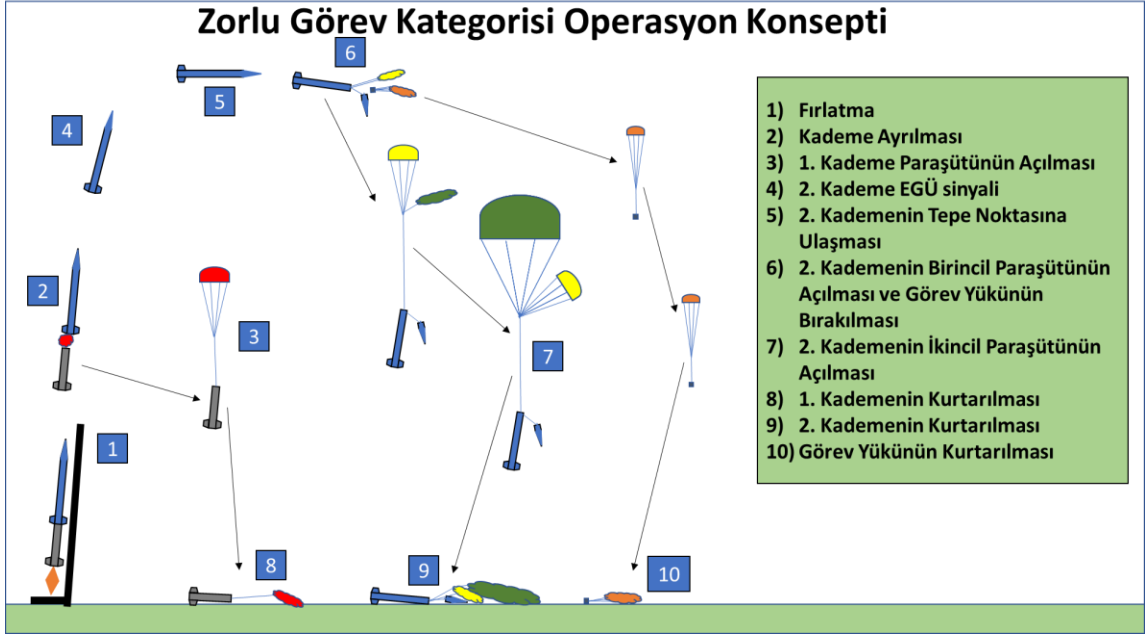 Zorlu Görev Kategorisi Operasyon Konsepti
6
5
4
2
3
7
1
8
9
10
1) Fırlatma
2) Kademe Ayrılması
3) 1. Kademe Paraşütünün Açılması
4) 2. Kademe EGÜ sinyali
5) 2. Kademenin Tepe Noktasına
Ulaşması
6) 2. Kademenin Birincil Paraşütünün
Açılması ve Görev Yükünün
Bırakılması
7) 2. Kademenin İkincil Paraşütünün
Açılması
8) 1. Kademenin Kurtarılması
9) 2. Kademenin Kurtarılması
10) Görev Yükünün Kurtarılması